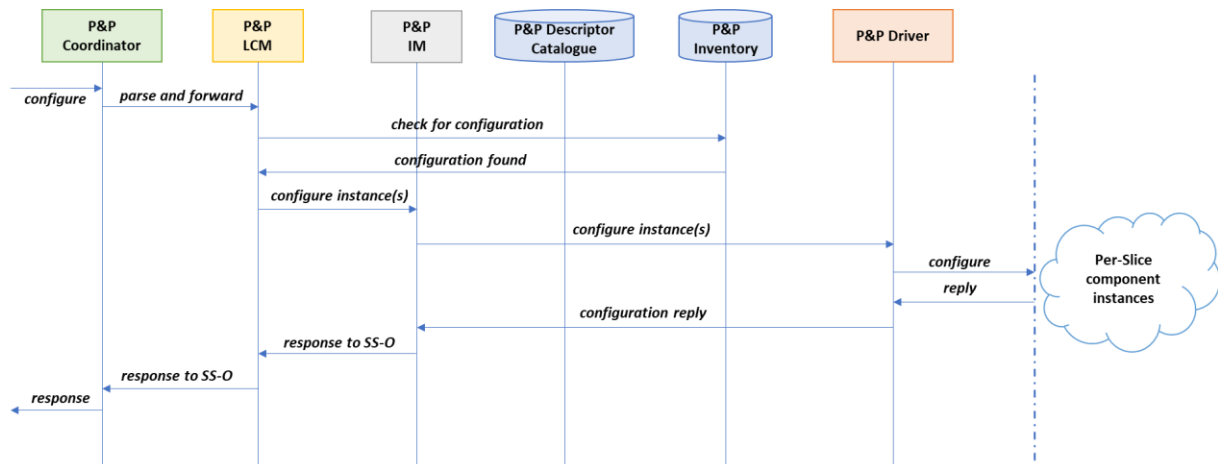 P&P
Coordinator
P&P
LCM
P&P
IM
P&P Descriptor
Catalogue
P&P
Inventory
P&P Driver
configure
parse and forward
check for configuration
configuration found
configure instance(s)
configure instance(s)
configure
reply
Per-Slice
component
instances
configuration reply
response to SS-O
response to SS-O
response